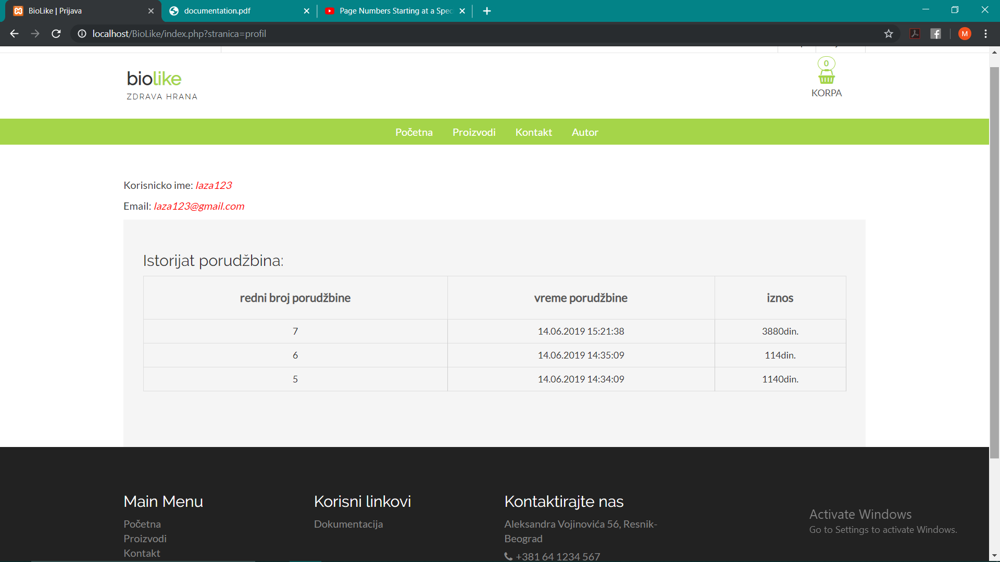 BioLike | Prijava
documentation.pdf
Page Numbers Starting at a Spec
localhost/BioLike/index.php?stranica=profil
M
biolike
ZDRAVA HRANA
0
KORPA
Početna Proizvodi Kontakt Autor
Korisnicko ime: laza123
Email: laza123@gmail.com
Istorijat porudžbina:
redni broj porudžbine vreme porudžbine iznos
7 14.06.2019 15:21:38 3880din.
6 14.06.2019 14:35:09 114din.
5 14.06.2019 14:34:09 1140din.
Main Menu
Početna
Proizvodi
Kontakt
Korisni linkovi
Dokumentacija
Kontaktirajte nas
Aleksandra Vojinovića 56, Resnik-
Beograd
+381 64 1234 567
Activate Windows
Go to Settings to activate Windows.